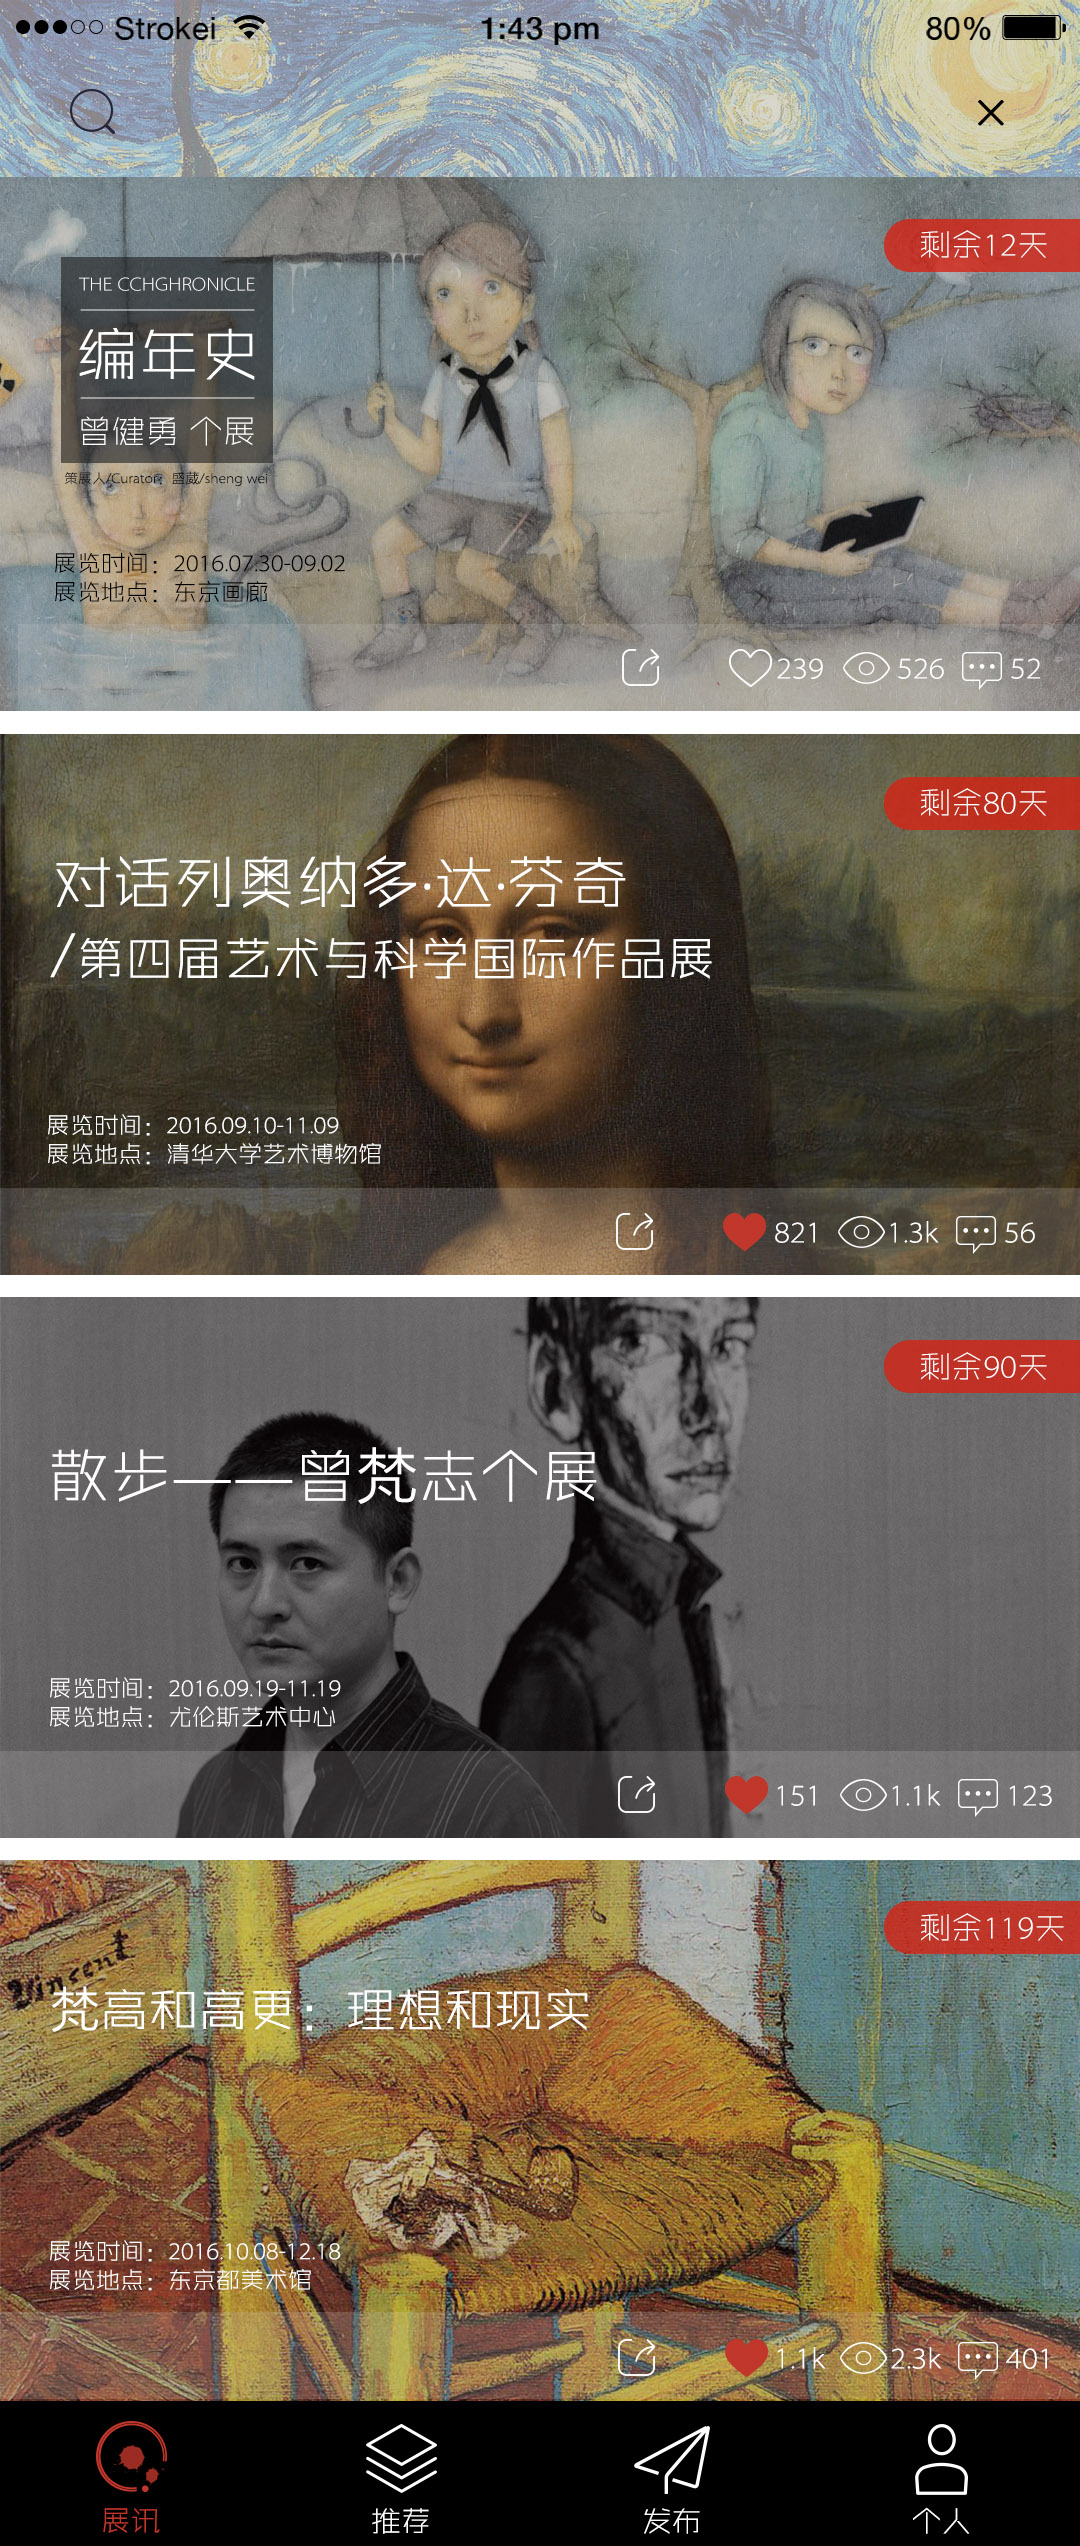 Strokei 1:43 pm 80%
剩余12天
THE CCHGHRONICLE
编年史
曾健勇 个展
策展人/Curator：盛葳/sheng wei
展览时间：2016.07.30-09.02
展览地点：东京画廊
239 526 52
剩余80天
对话列奥纳多·达·芬奇
/第四届艺术与科学国际作品展
展览时间：2016.09.10-11.09
展览地点：清华大学艺术博物馆
821 1.3k 56
剩余90天
散步——曾梵志个展
展览时间：2016.09.19-11.19
展览地点：尤伦斯艺术中心
151 1.1k 123
剩余119天
Vincent
梵高和高更：理想和现实
展览时间：2016.10.08-12.18
展览地点：东京都美术馆
1.1k 2.3k 401
展讯 推荐 发布 个人